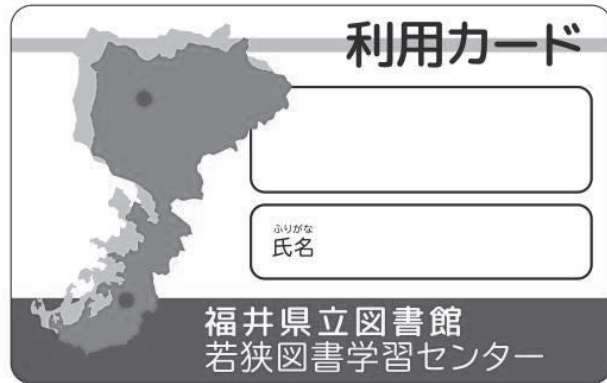 利用カード
ふりがな
氏名
福井県立図書館
若狭図書学習センター